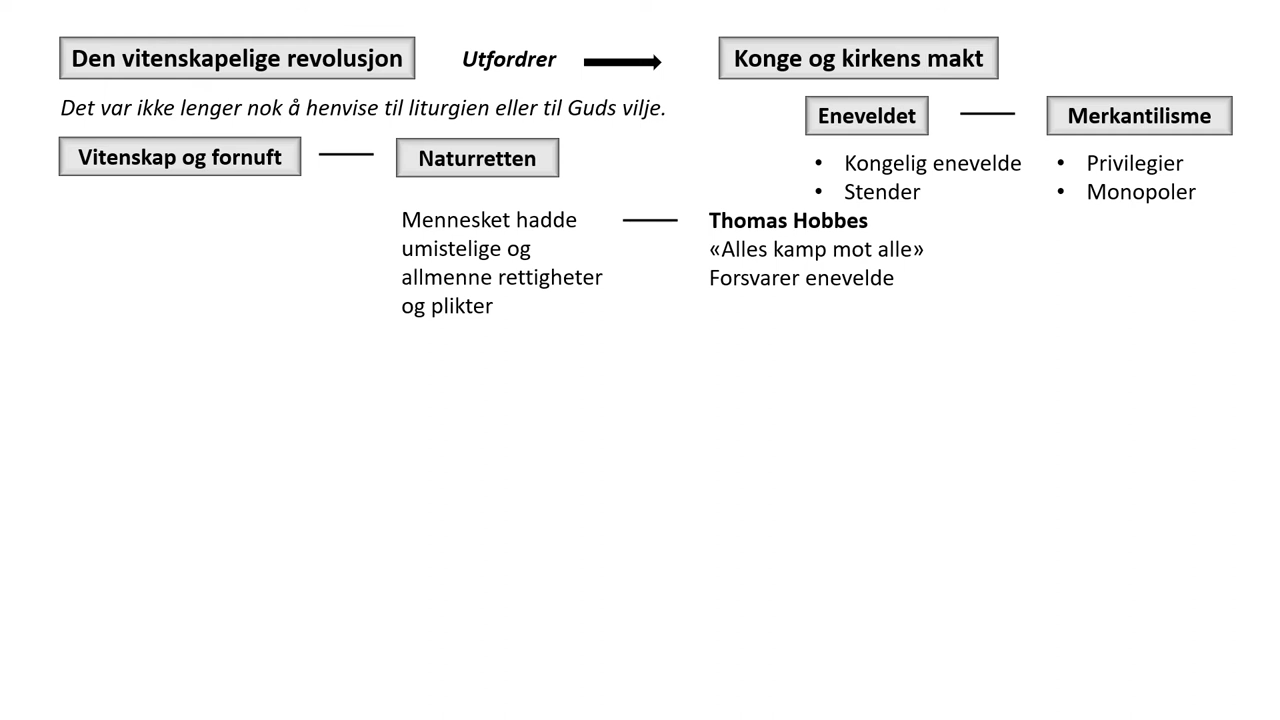 Den vitenskapelige revolusjon
Utfordrer
Konge og kirkens makt
Det var ikke lenger nok å henvise til liturgien eller til Guds vilje.
Eneveldet
Merkantilisme
Vitenskap og fornuft
Naturretten
• Kongelig enevelde
• Stender
• Privilegier
• Monopoler
Mennesket hadde
umistelige og
allmenne rettigheter
og plikter
Thomas Hobbes
«Alles kamp mot alle»
Forsvarer enevelde